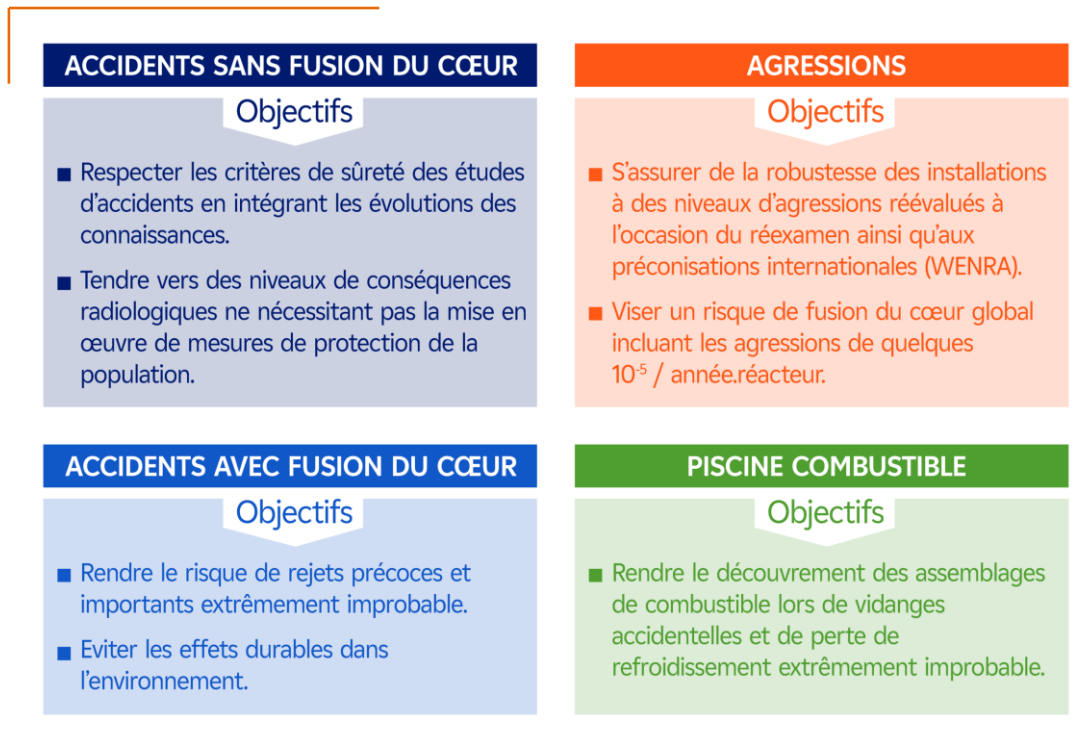 ACCIDENTS SANS FUSION DU CŒUR
Objectifs
■ Respecter les critères de sûreté des études
d’accidents en intégrant les évolutions des
connaissances.
■ Tendre vers des niveaux de conséquences
radiologiques ne nécessitant pas la mise en
œuvre de mesures de protection de la
population.
AGRESSIONS
Objectifs
■ S’assurer de la robustesse des installations
à des niveaux d’agressions réévalués à
l’occasion du réexamen ainsi qu’aux
préconisations internationales (WENRA).
■ Viser un risque de fusion du cœur global
incluant les agressions de quelques
10⁻⁵ / année.réacteur.
ACCIDENTS AVEC FUSION DU CŒUR
Objectifs
■ Rendre le risque de rejets précoces et
importants extrêmement improbable.
■ Eviter les effets durables dans
l’environnement.
PISCINE COMBUSTIBLE
Objectifs
■ Rendre le découvrement des assemblages
de combustible lors de vidanges
accidentelles et de perte de
refroidissement extrêmement improbable.